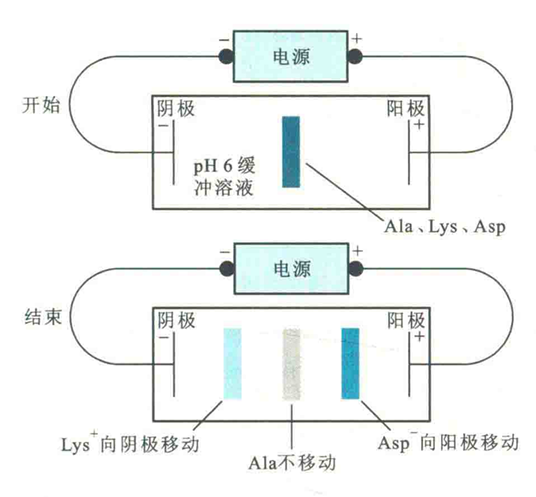 − 电源 +
开始
阴极 阳极
− +
pH 6 缓
冲溶液
Ala、Lys、Asp
− 电源 +
结束
阴极 阳极
− +
Lys⁺向阴极移动
Asp⁻向阳极移动
Ala不移动